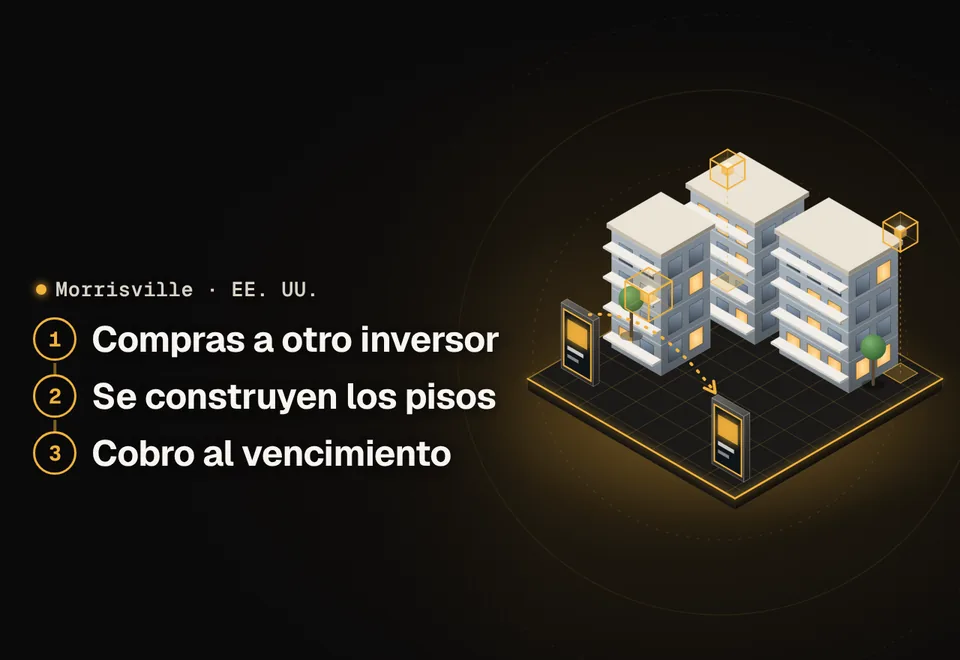 Morrisville · EE. UU.
1 Compras a otro inversor
2 Se construyen los pisos
3 Cobro al vencimiento